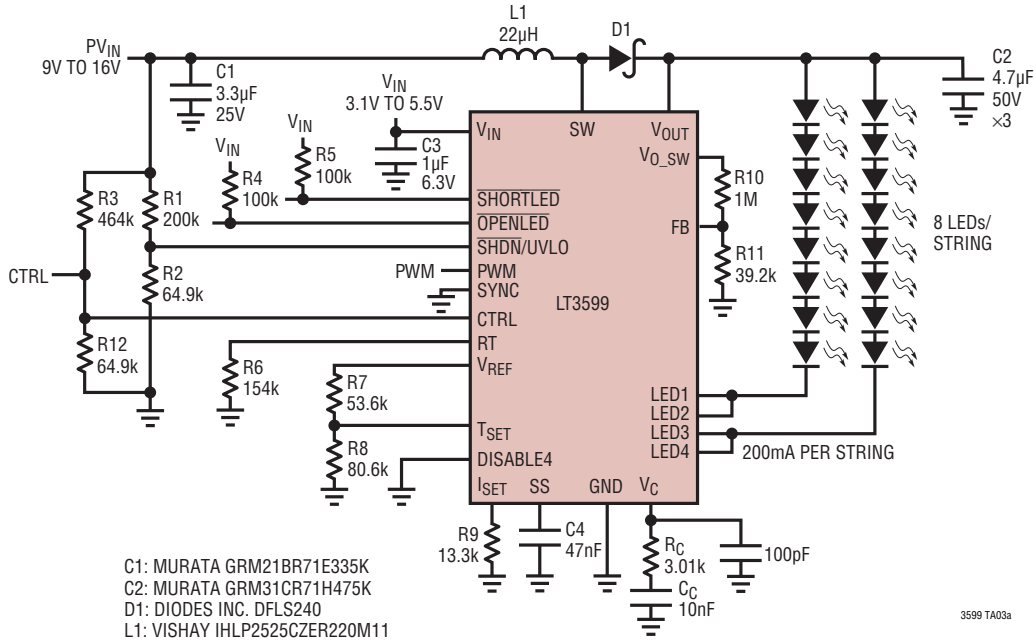 L1
22µH
D1
PVIN
9V TO 16V
C1
3.3µF
25V
C2
4.7µF
50V
×3
VIN
3.1V TO 5.5V
C3
1µF
6.3V
VIN
R5
100k
VIN
R4
100k
R3
464k
R1
200k
R2
64.9k
CTRL
R12
64.9k
R6
154k
R7
53.6k
R8
80.6k
PWM
VIN
SW
VOUT
VO_SW
SHORTLED
OPENLED
FB
SHDN/UVLO
PWM
SYNC
LT3599
CTRL
RT
VREF
TSET
DISABLE4
LED1
LED2
LED3
LED4
ISET
SS
GND
VC
R10
1M
R11
39.2k
8 LEDs/
STRING
200mA PER STRING
R9
13.3k
C4
47nF
RC
3.01k
CC
10nF
100pF
C1: MURATA GRM21BR71E335K
C2: MURATA GRM31CR71H475K
D1: DIODES INC. DFLS240
L1: VISHAY IHLP2525CZER220M11
3599 TA03a